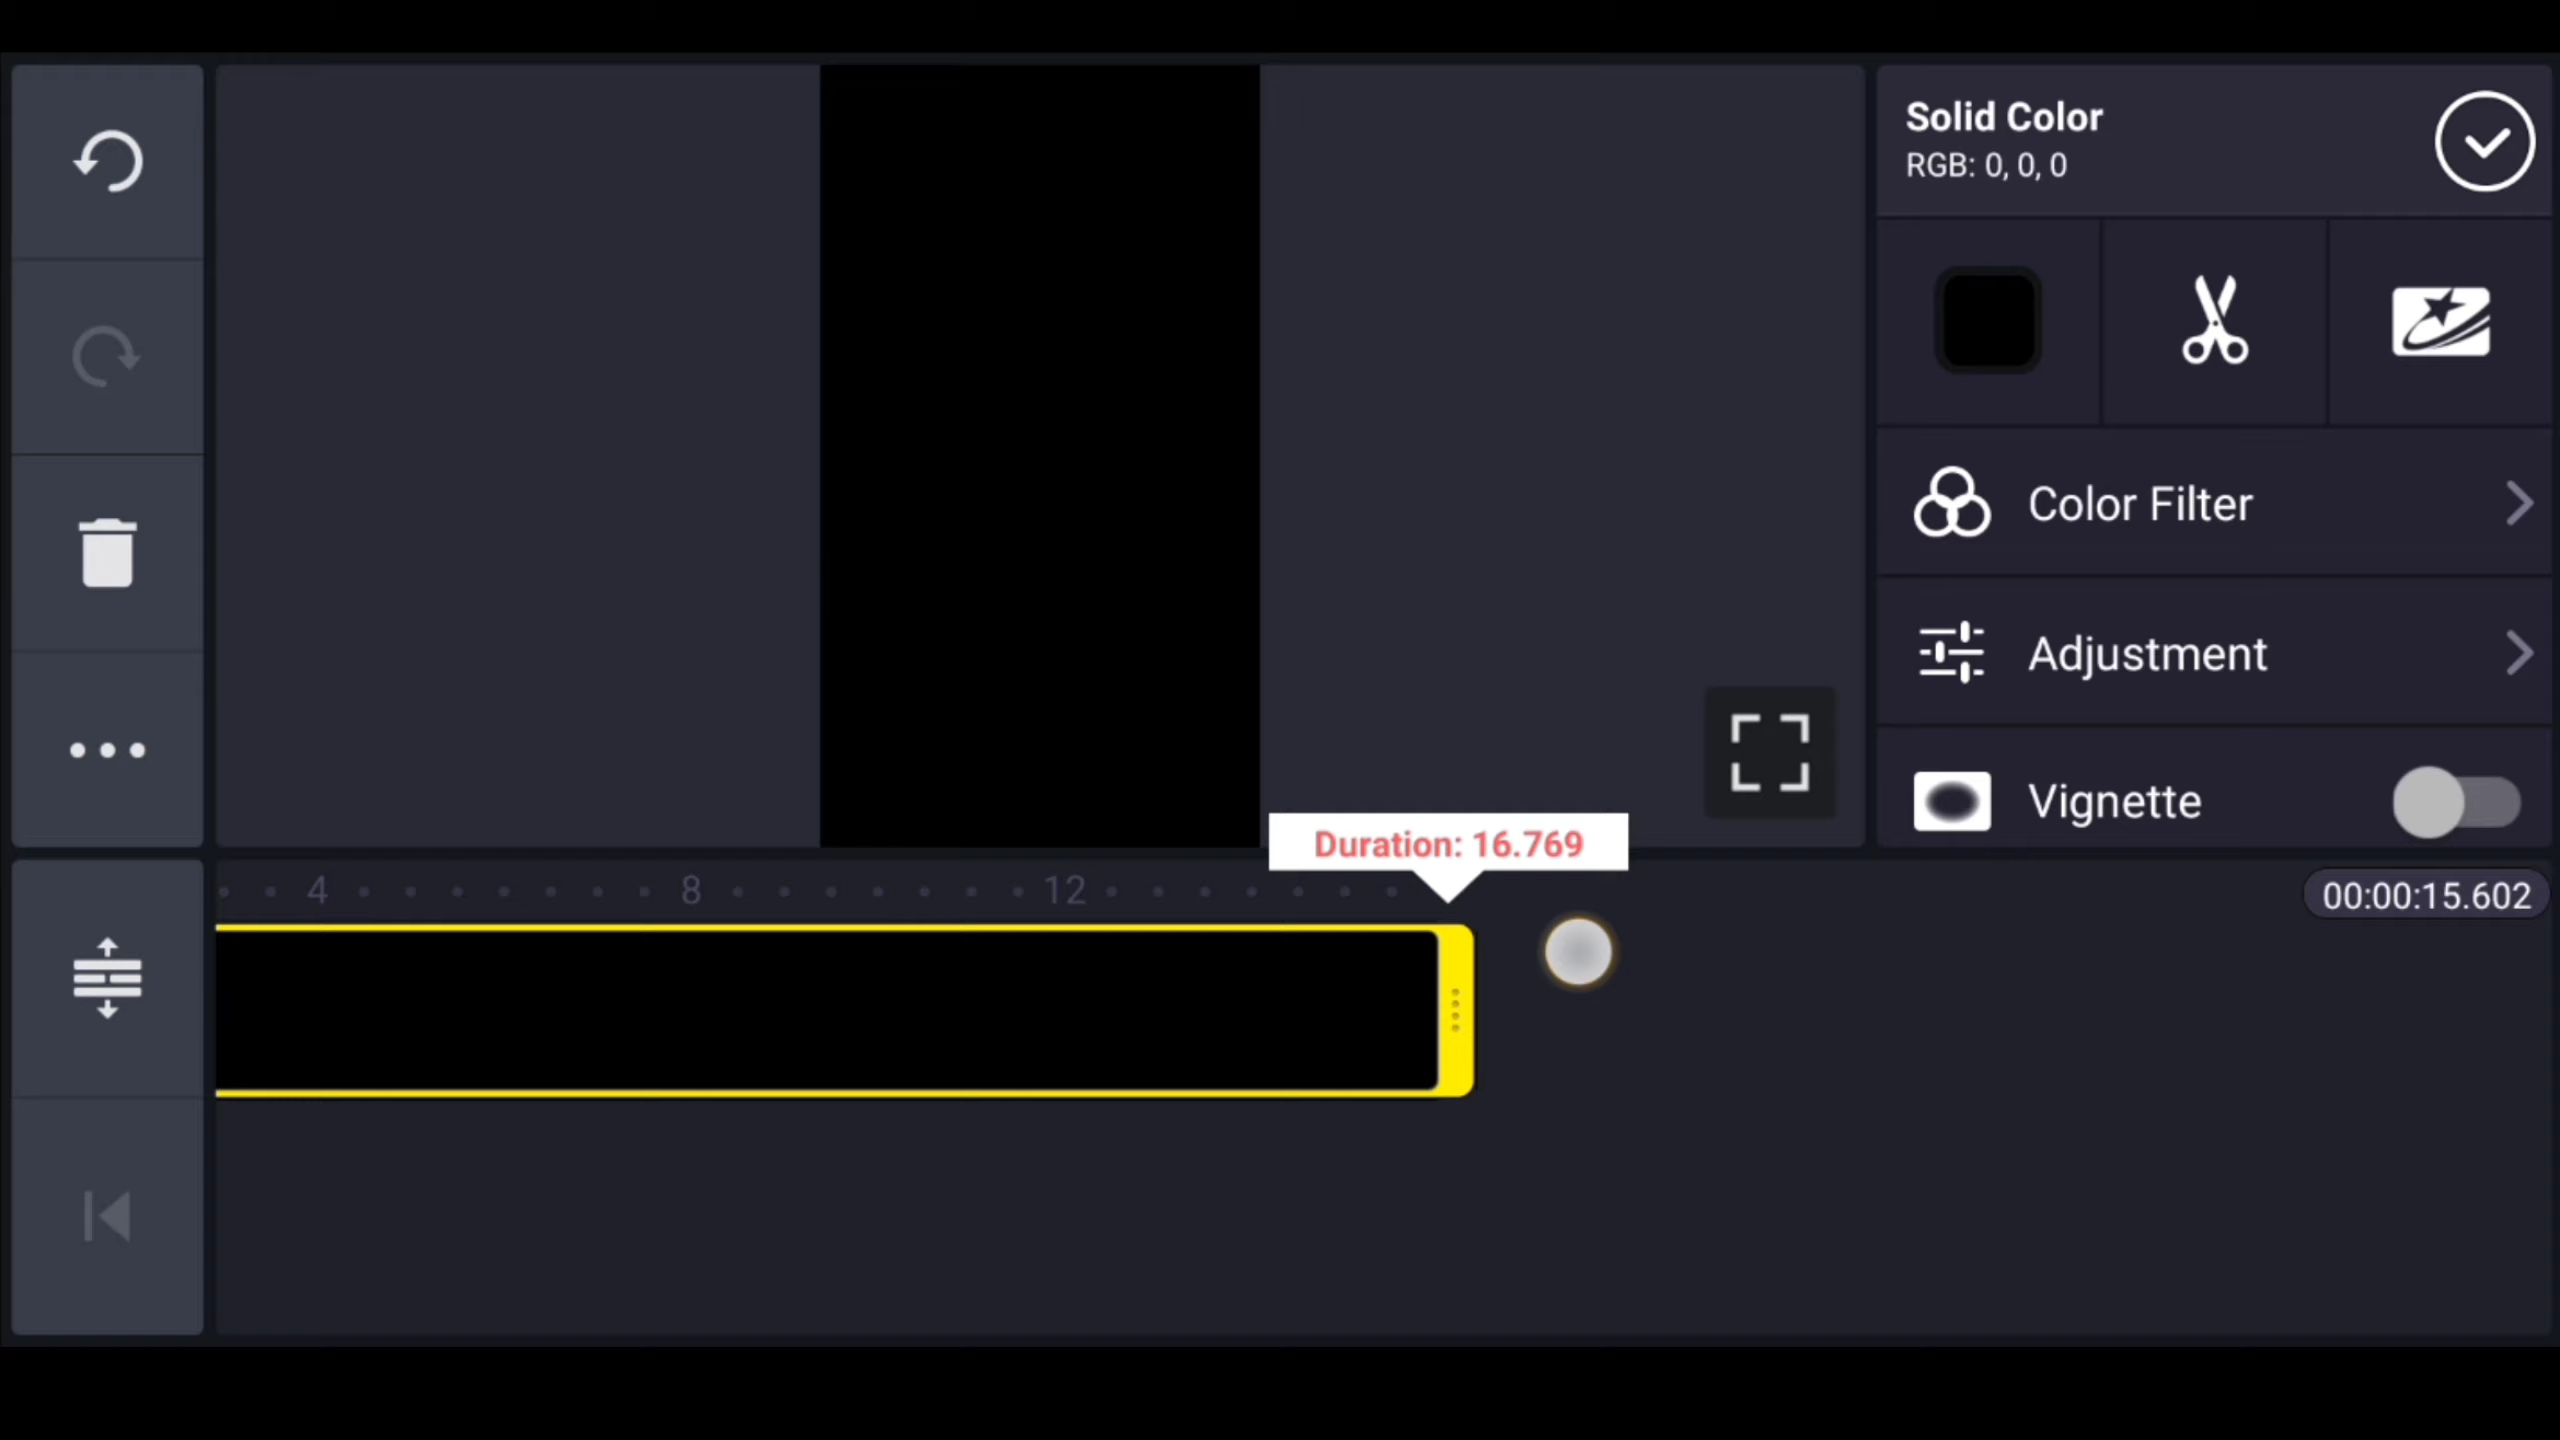 Solid Color
RGB: 0, 0, 0
Color Filter
Adjustment
Vignette
Duration: 16.769
4 8 12
00:00:15.602